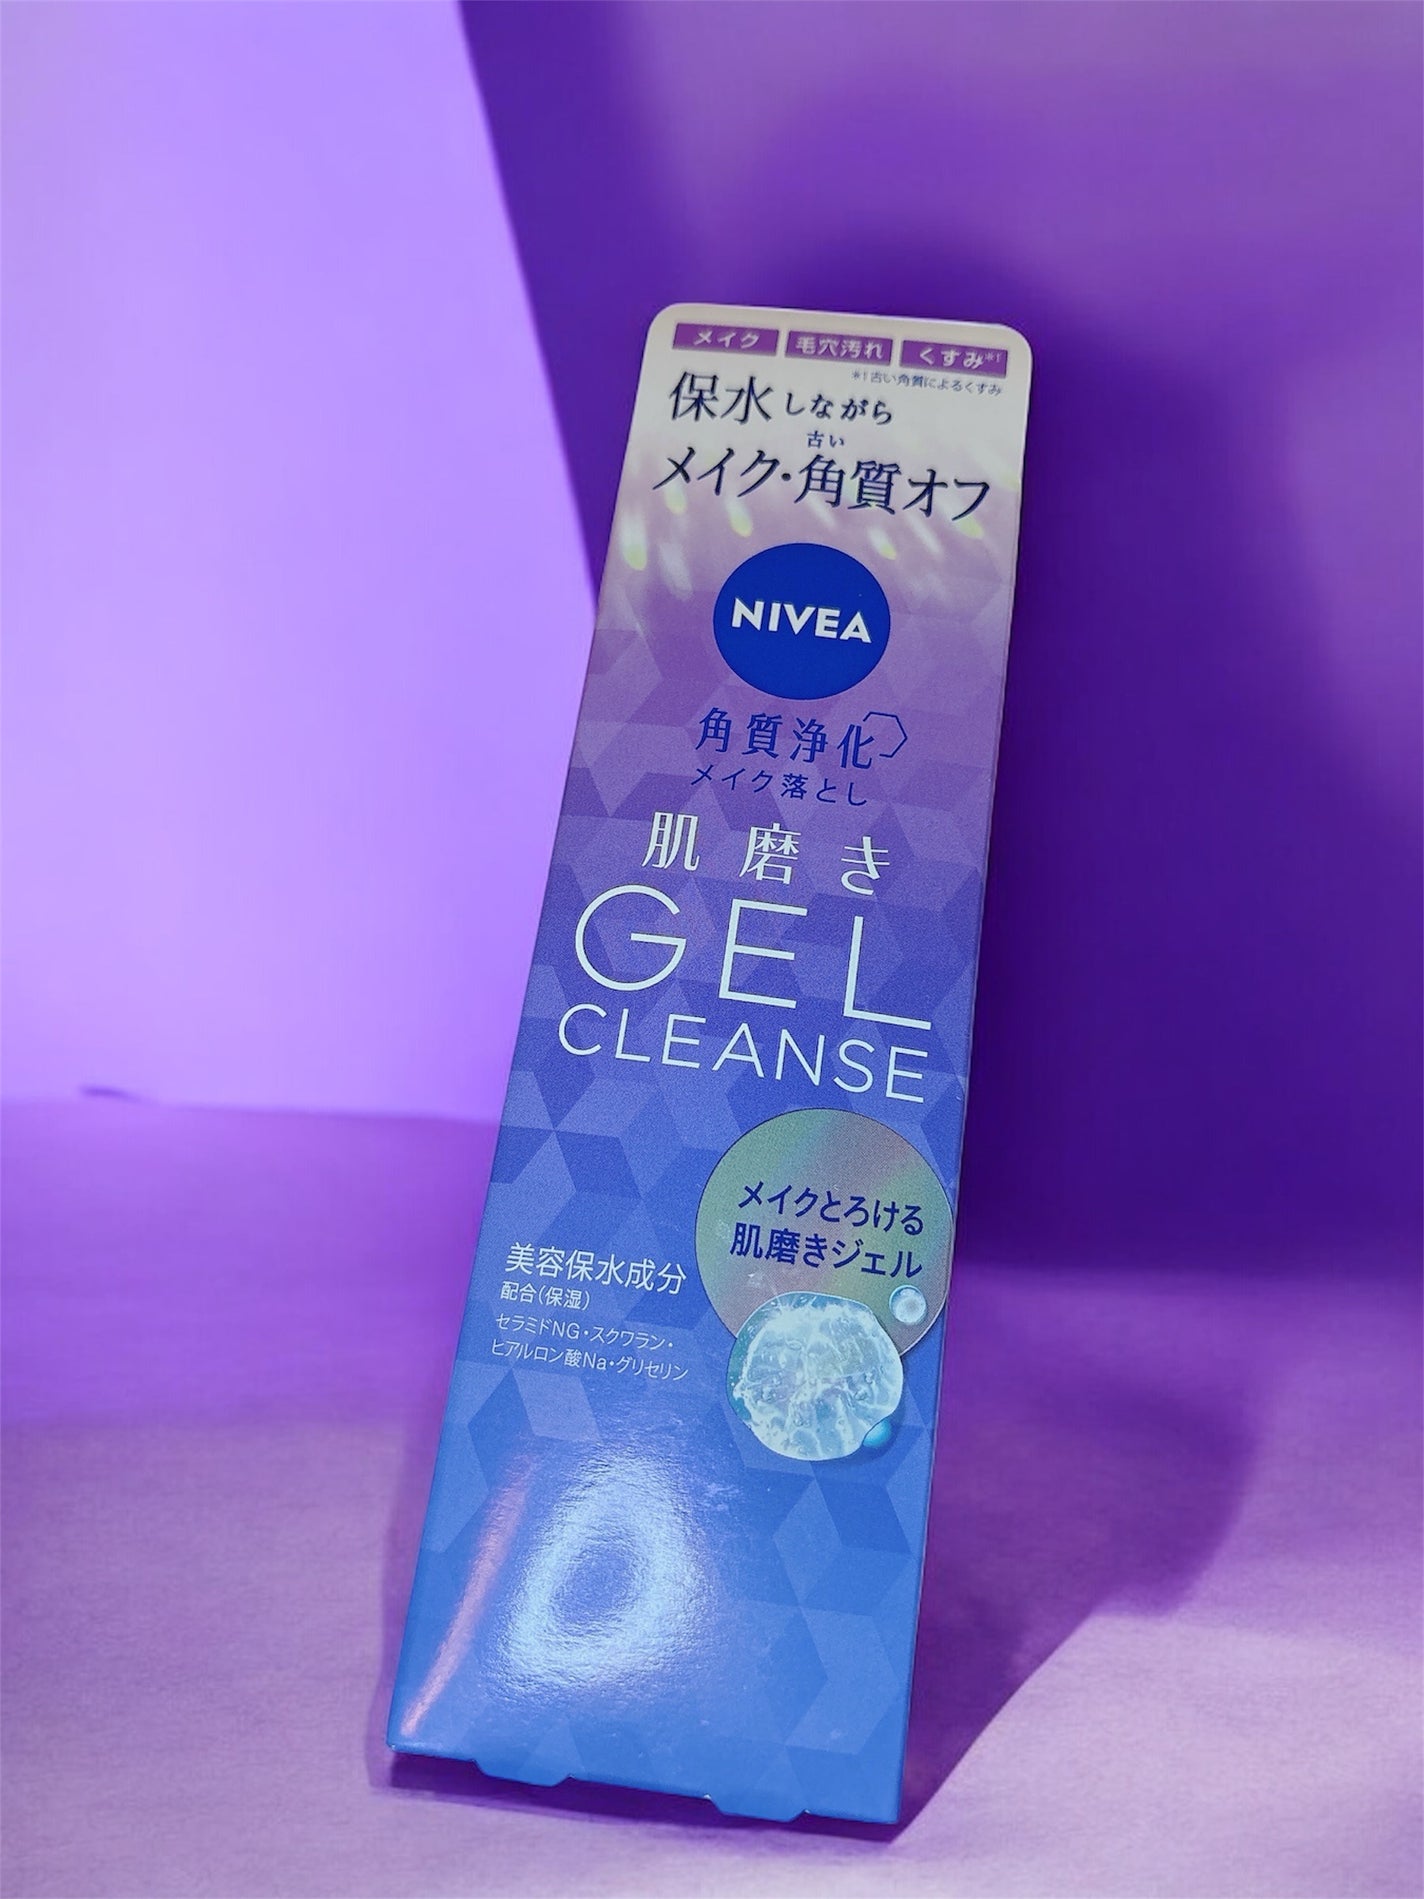 メイク 毛穴汚れ くすみ*1
*1 古い角質によるくすみ
保水しながら
古い
メイク・角質オフ
NIVEA
角質浄化
メイク落とし
肌磨き
GEL
CLEANSE
メイクとろける
肌磨きジェル
美容保水成分
配合(保湿)
セラミドNG・スクワラン・
ヒアルロン酸Na・グリセリン